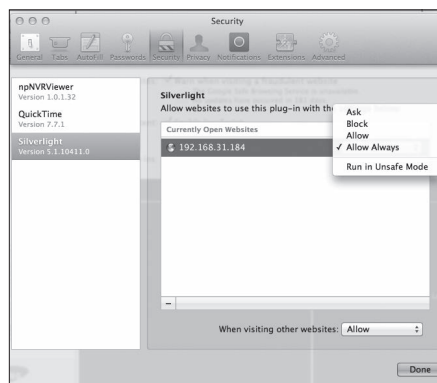 Security
General Tabs AutoFill Passwords Security Privacy Notifications Extensions Advanced
npNVRViewer
Version 1.0.1.32
QuickTime
Version 7.7.1
Silverlight
Version 5.1.10411.0
Silverlight
Allow websites to use this plug-in with the
Currently Open Websites
192.168.31.184
Ask
Block
Allow
✓ Allow Always
Run in Unsafe Mode
−
When visiting other websites: Allow
Done